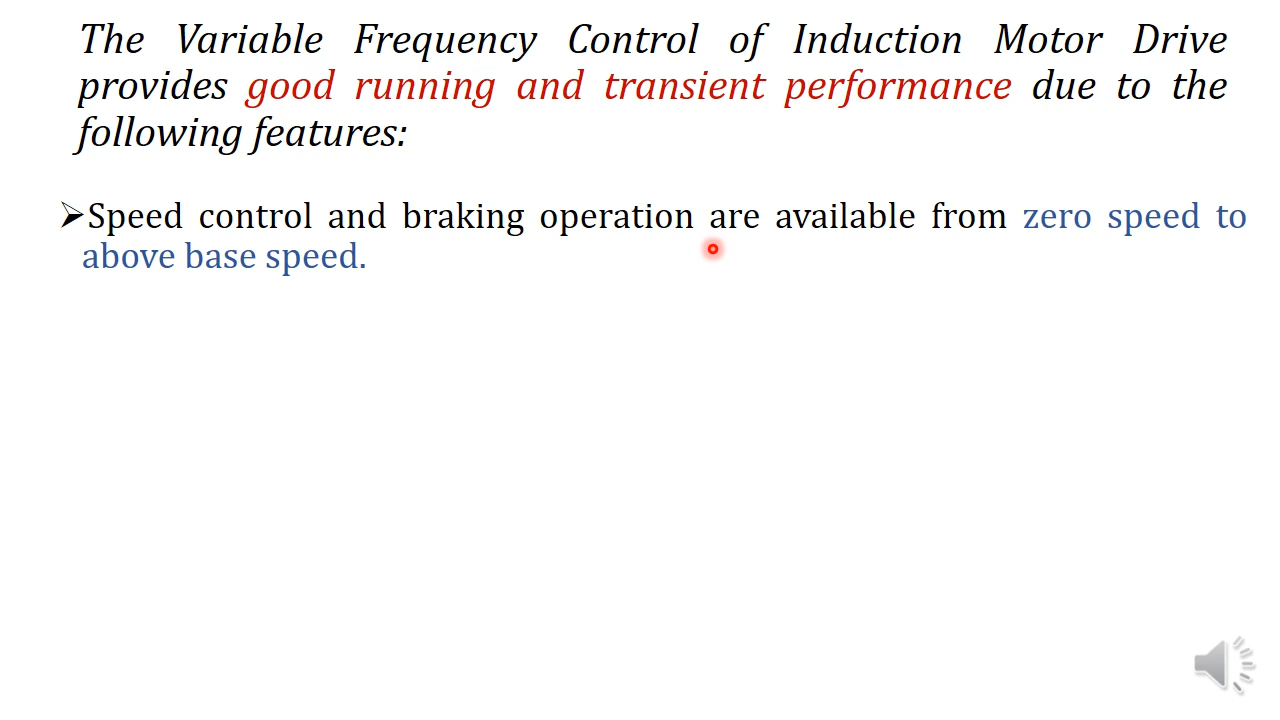 The Variable Frequency Control of Induction Motor Drive
provides good running and transient performance due to the
following features:
➢Speed control and braking operation are available from zero speed to
above base speed.